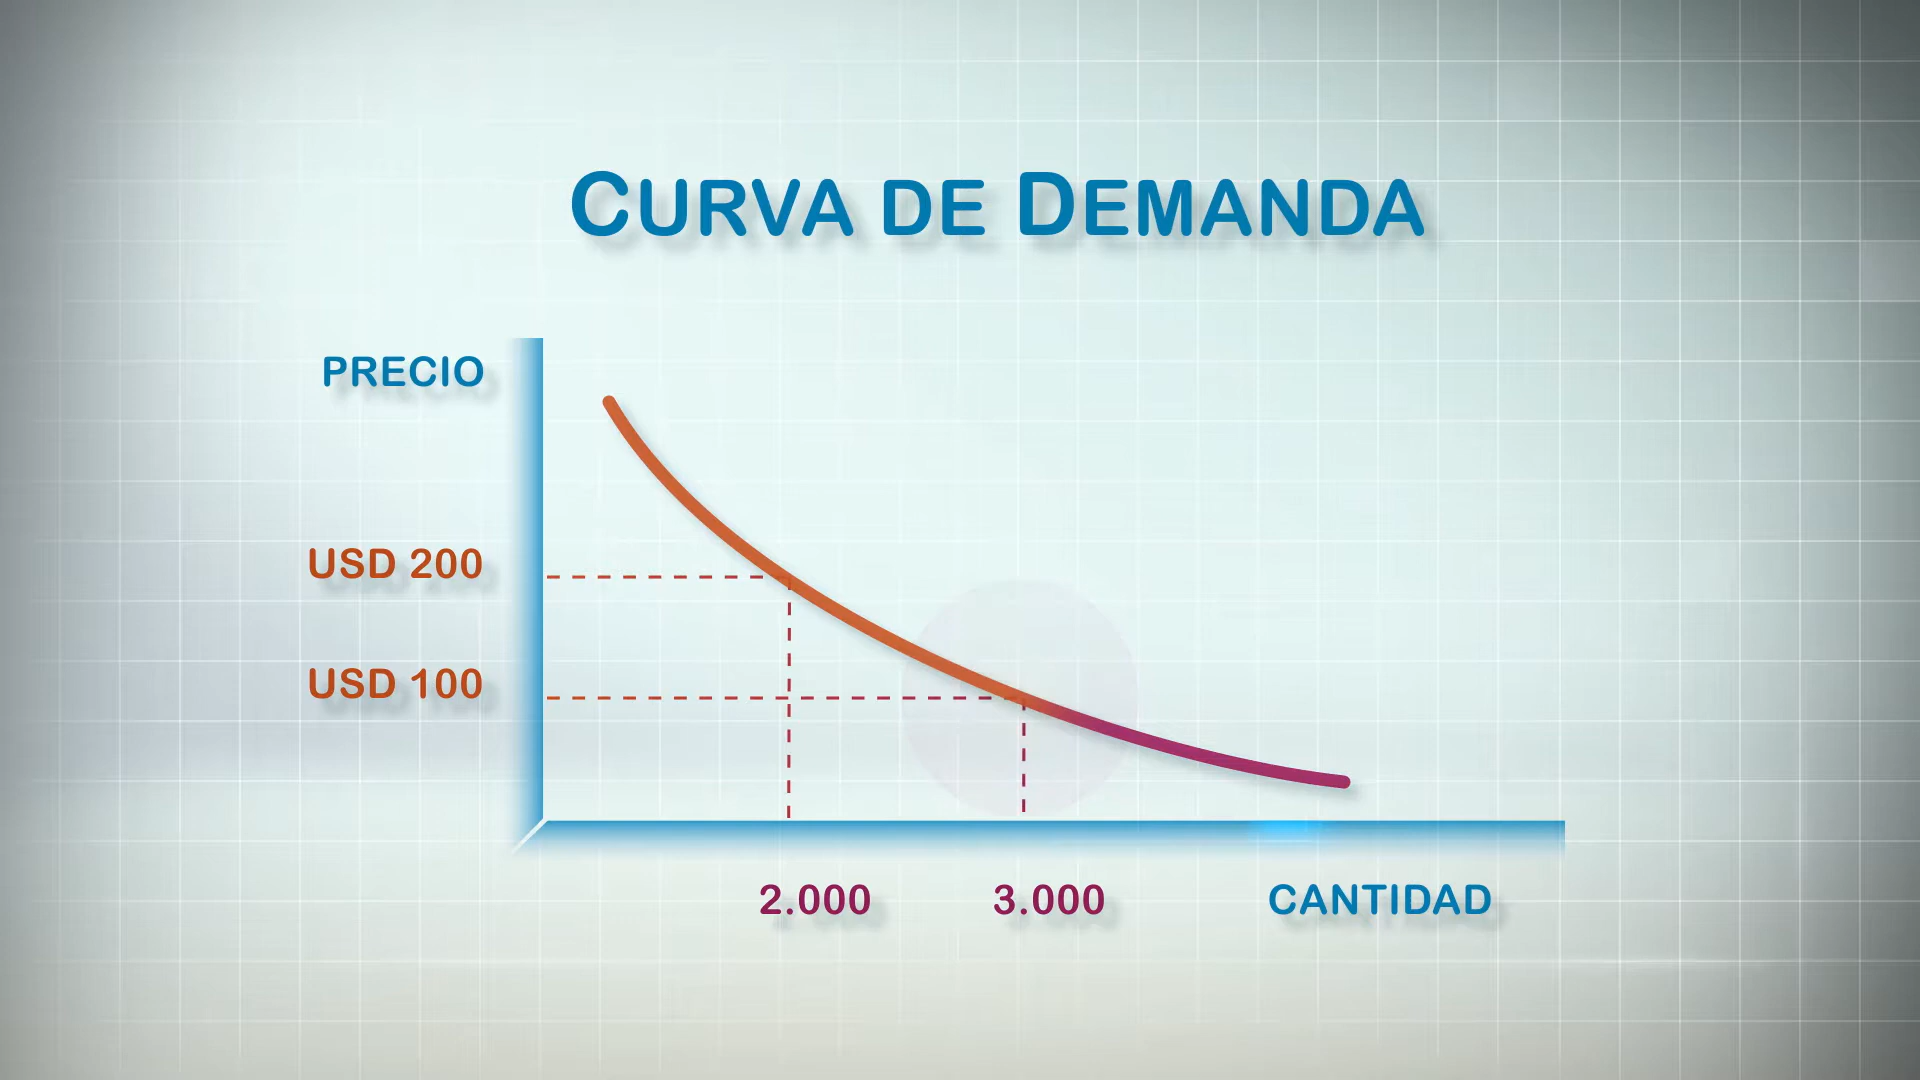 CURVA DE DEMANDA
PRECIO
USD 200
USD 100
2.000
3.000
CANTIDAD